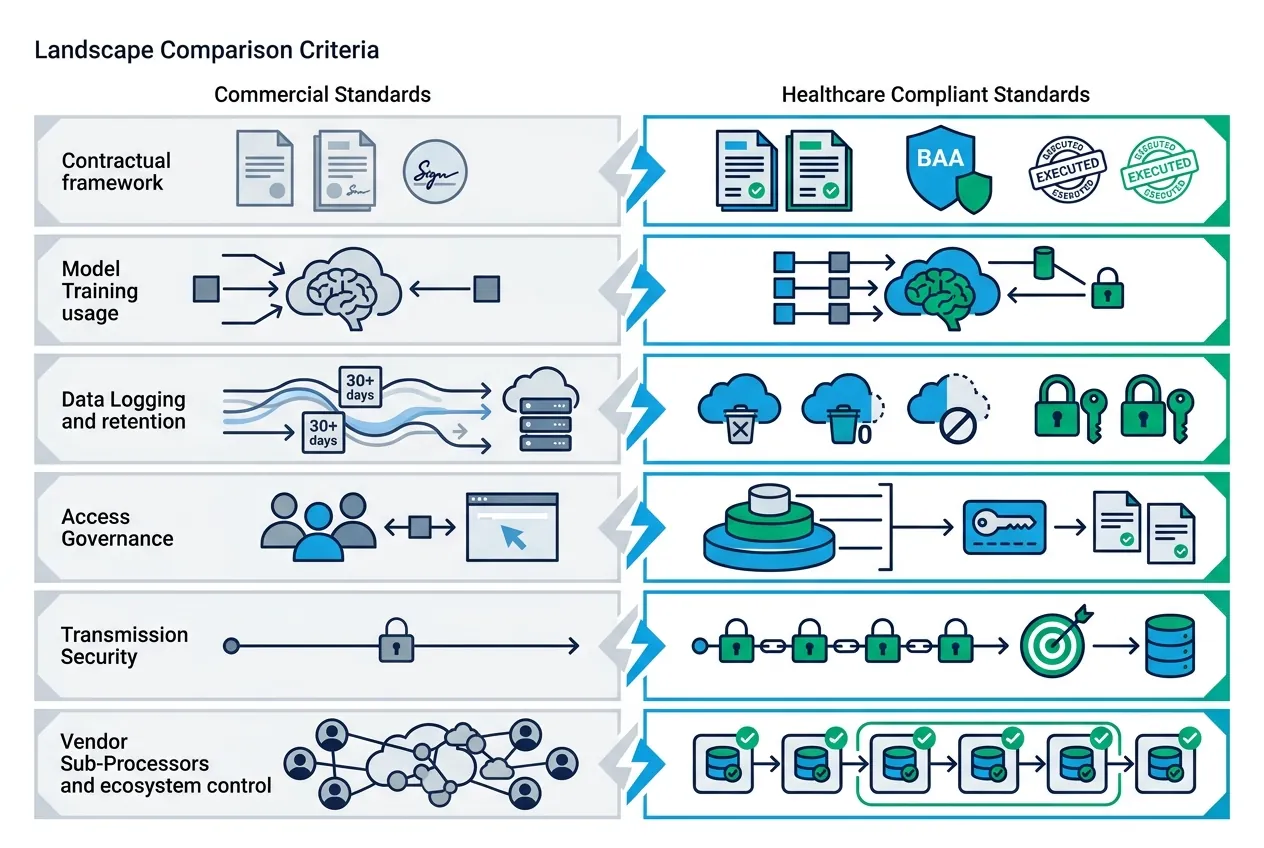 Landscape Comparison Criteria
Commercial Standards
Healthcare Compliant Standards
Contractual
framework
Sign
BAA
EXECUTED
EXECUTED
Model
Training
usage
Data Logging
and retention
30+
days
30+
days
0
Access
Governance
Transmission
Security
Vendor
Sub-Processors
and ecosystem control